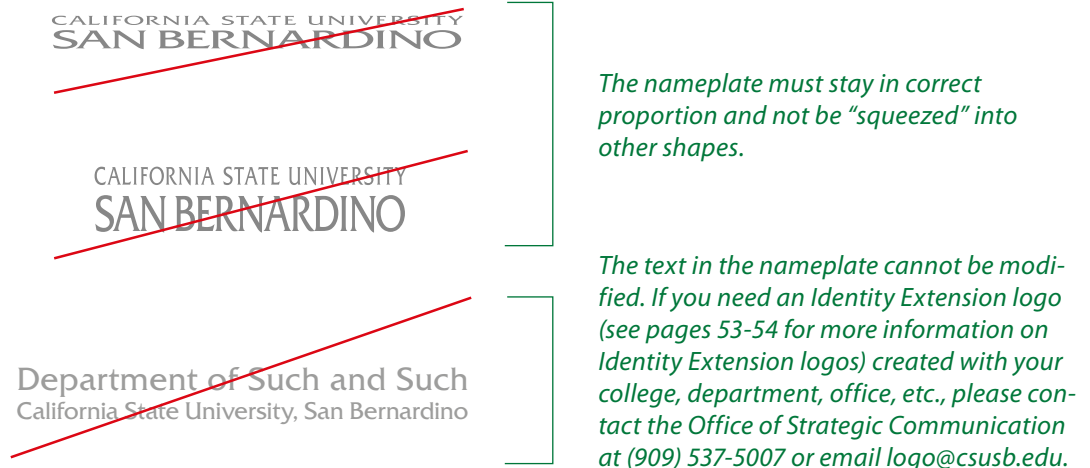 CALIFORNIA STATE UNIVERSITY
SAN BERNARDINO
The nameplate must stay in correct
proportion and not be “squeezed” into
other shapes.
CALIFORNIA STATE UNIVERSITY
SAN BERNARDINO
The text in the nameplate cannot be modi-
fied. If you need an Identity Extension logo
(see pages 53-54 for more information on
Identity Extension logos) created with your
college, department, office, etc., please con-
tact the Office of Strategic Communication
at (909) 537-5007 or email logo@csusb.edu.
Department of Such and Such
California State University, San Bernardino